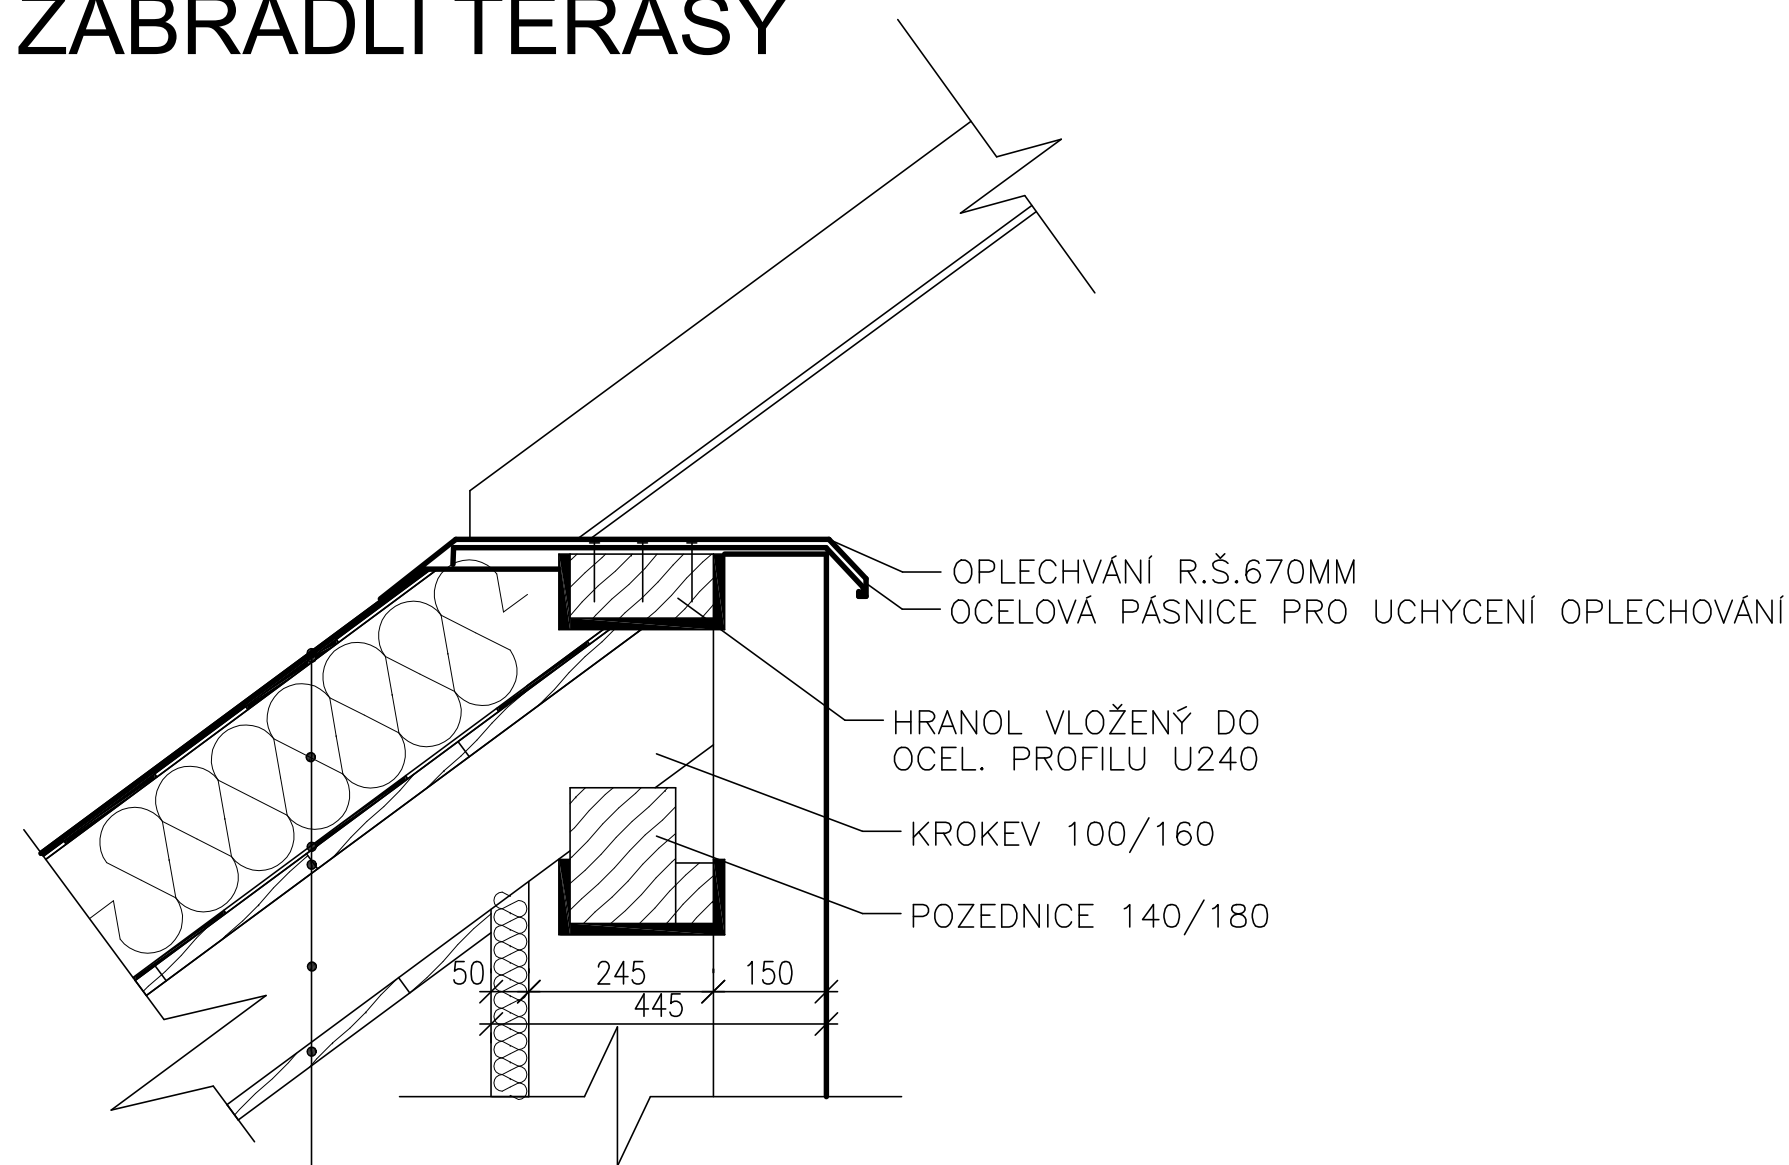 ZÁBRADLÍ TERASY
OPLECHVÁNÍ R.Š.670MM
OCELOVÁ PÁSNICE PRO UCHYCENÍ OPLECHOVÁNÍ
HRANOL VLOŽENÝ DO
OCEL. PROFILU U240
KROKEV 100/160
POZEDNICE 140/180
50 245 150
445